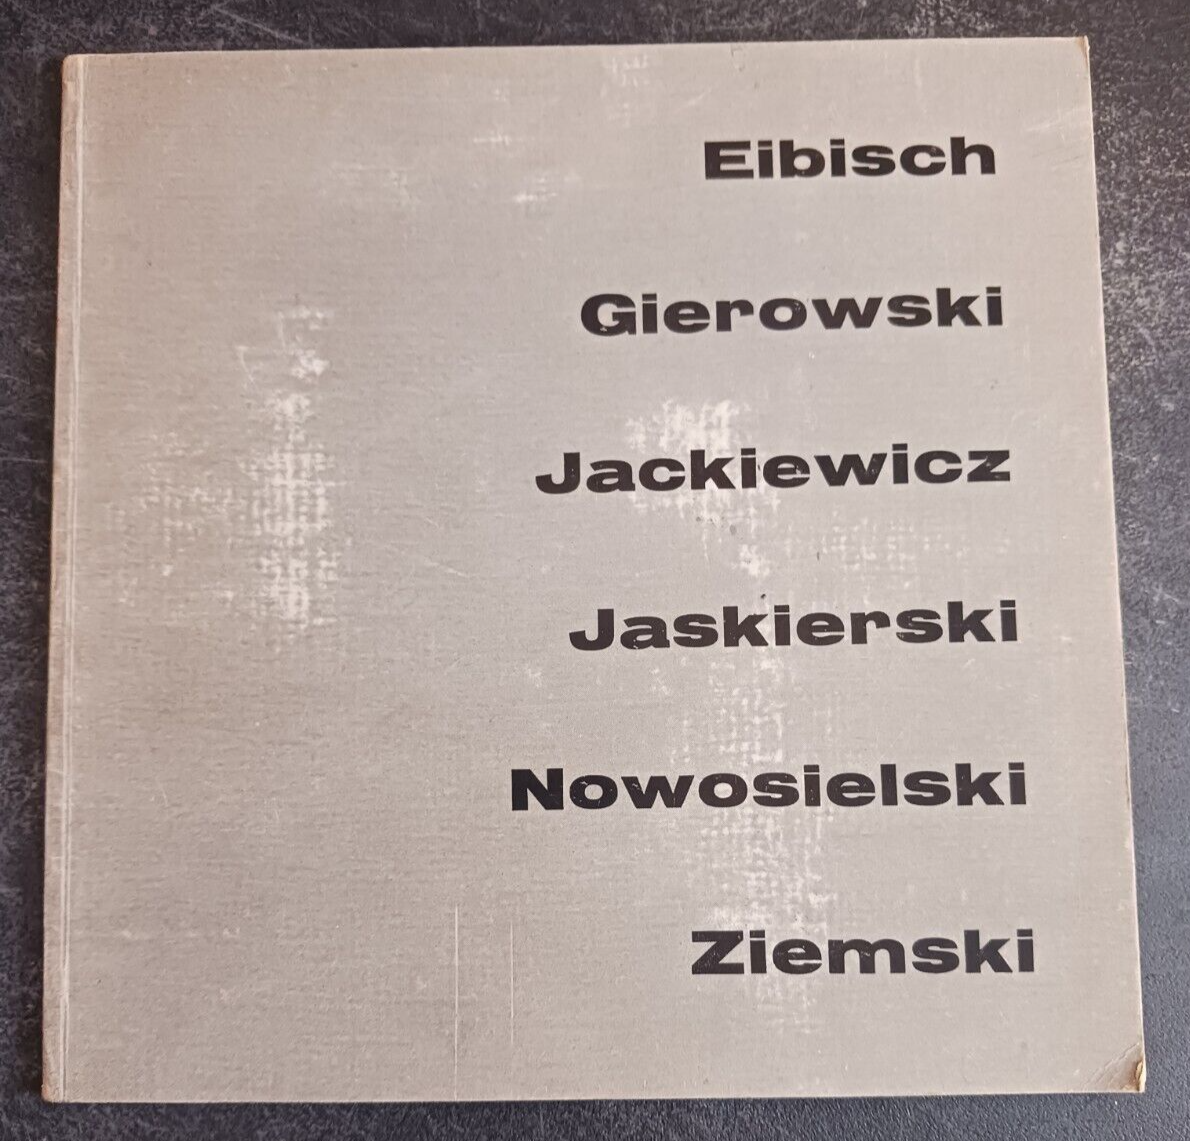 Eibisch
Gierowski
Jackiewicz
Jaskierski
Nowosielski
Ziemski